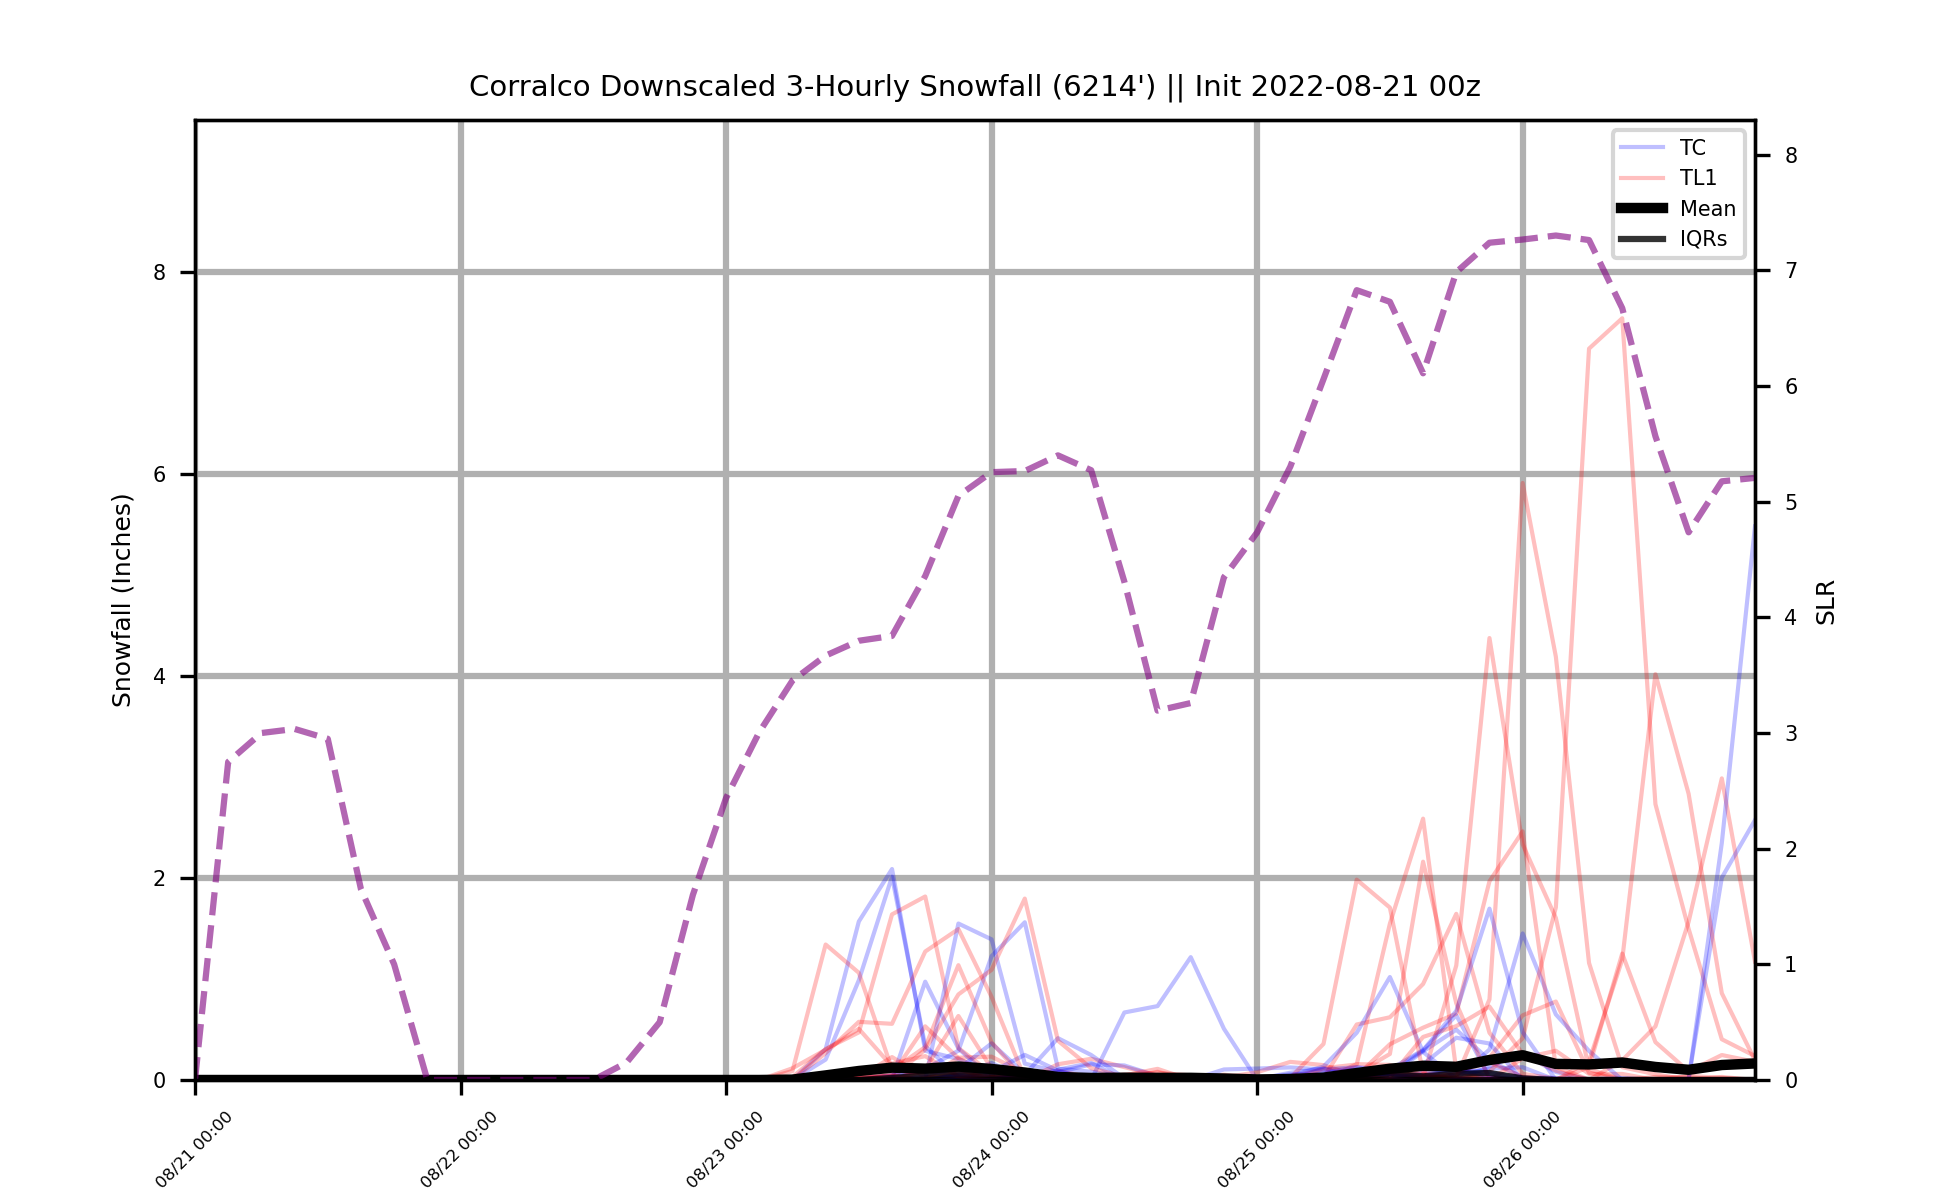 Corralco Downscaled 3-Hourly Snowfall (6214') || Init 2022-08-21 00z
TC
TL1
Mean
IQRs
Snowfall (Inches)
8
6
4
2
0
SLR
8
7
6
5
4
3
2
1
0
08/21 00:00
08/22 00:00
08/23 00:00
08/24 00:00
08/25 00:00
08/26 00:00